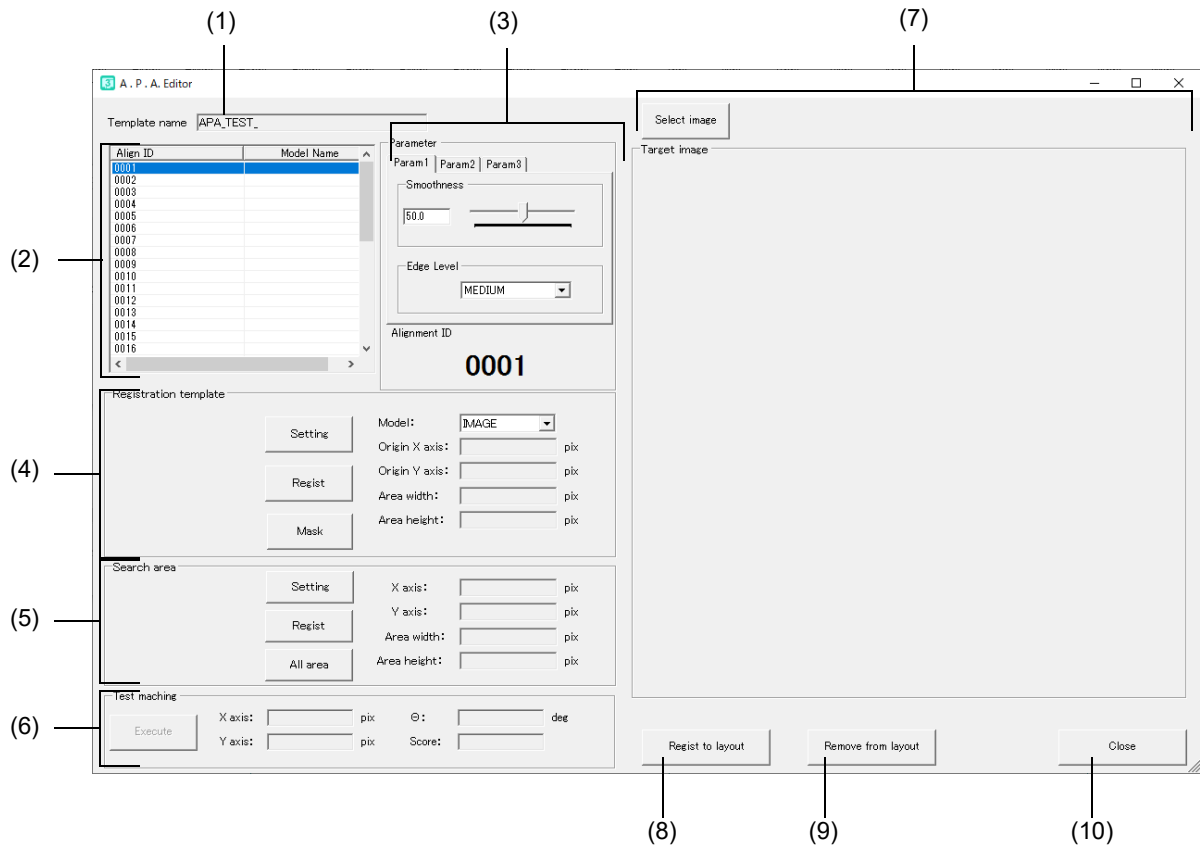 (1)
(3)
(7)
A . P . A. Editor
Template name APA_TEST_
Select image
Parameter
Target image
Align ID Model Name
Param1 Param2 Param3
0001
0002
0003
0004
0005
0006
0007
0008
0009
0010
0011
0012
0013
0014
0015
0016
Smoothness
50.0
Edge Level
MEDIUM
(2)
Alignment ID
0001
Registration template
(4)
Setting
Regist
Mask
Model: IMAGE
Origin X axis: pix
Origin Y axis: pix
Area width: pix
Area height: pix
Search area
(5)
Setting
Regist
All area
X axis: pix
Y axis: pix
Area width: pix
Area height: pix
Test maching
(6)
Execute
X axis: pix Θ: deg
Y axis: pix Score:
Regist to layout
Remove from layout
Close
(8)
(9)
(10)